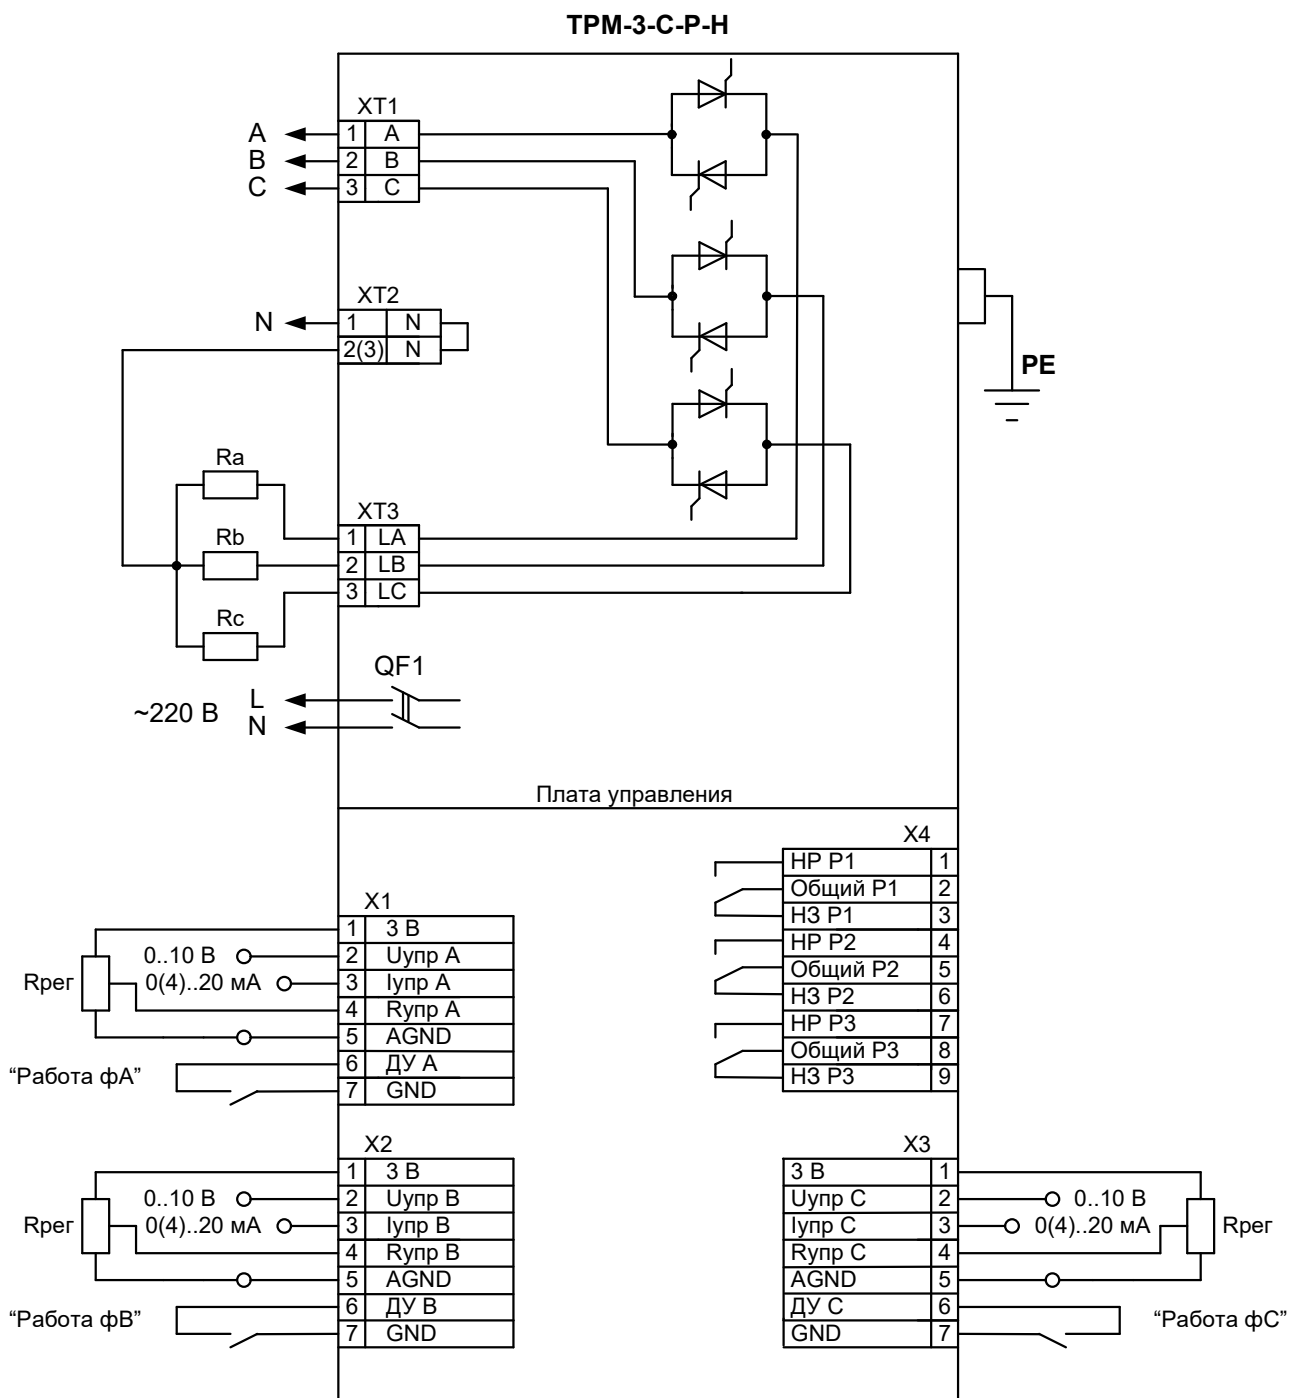 ТРМ-3-С-Р-Н
XT1
A 1 A
B 2 B
C 3 C
XT2
N 1 N
2(3) N
PE
Ra
Rb
Rc
XT3
1 LA
2 LB
3 LC
QF1
~220 В
L
N
Плата управления
X4
НР Р1 1
Общий Р1 2
НЗ Р1 3
НР Р2 4
Общий Р2 5
НЗ Р2 6
НР Р3 7
Общий Р3 8
НЗ Р3 9
X1
1 3 В
0..10 В 2 Uупр А
Rрег 0(4)..20 мА 3 Iупр А
4 Rупр А
5 AGND
“Работа фА” 6 ДУ А
7 GND
X2
1 3 В
0..10 В 2 Uупр В
Rрег 0(4)..20 мА 3 Iупр В
4 Rупр В
5 AGND
“Работа фВ” 6 ДУ В
7 GND
X3
3 В 1
Uупр С 2 0..10 В
Iупр С 3 0(4)..20 мА Rрег
Rупр С 4
AGND 5
ДУ С 6 “Работа фС”
GND 7